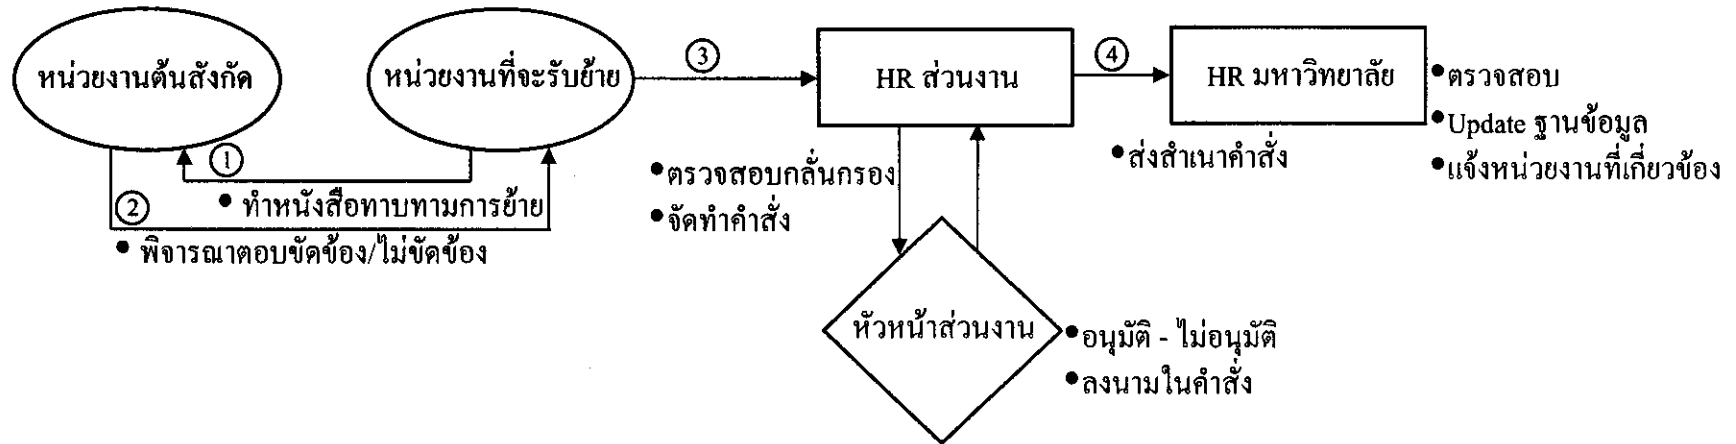 หน่วยงานต้นสังกัด
หน่วยงานที่จะรับย้าย
③
HR ส่วนงาน
④
HR มหาวิทยาลัย
•ตรวจสอบ
•Update ฐานข้อมูล
•แจ้งหน่วยงานที่เกี่ยวข้อง
①
• ทำหนังสือทาบทามการย้าย
②
• พิจารณาตอบขัดข้อง/ไม่ขัดข้อง
•ตรวจสอบกลั่นกรอง
•จัดทำคำสั่ง
•ส่งสำเนาคำสั่ง
หัวหน้าส่วนงาน
•อนุมัติ - ไม่อนุมัติ
•ลงนามในคำสั่ง